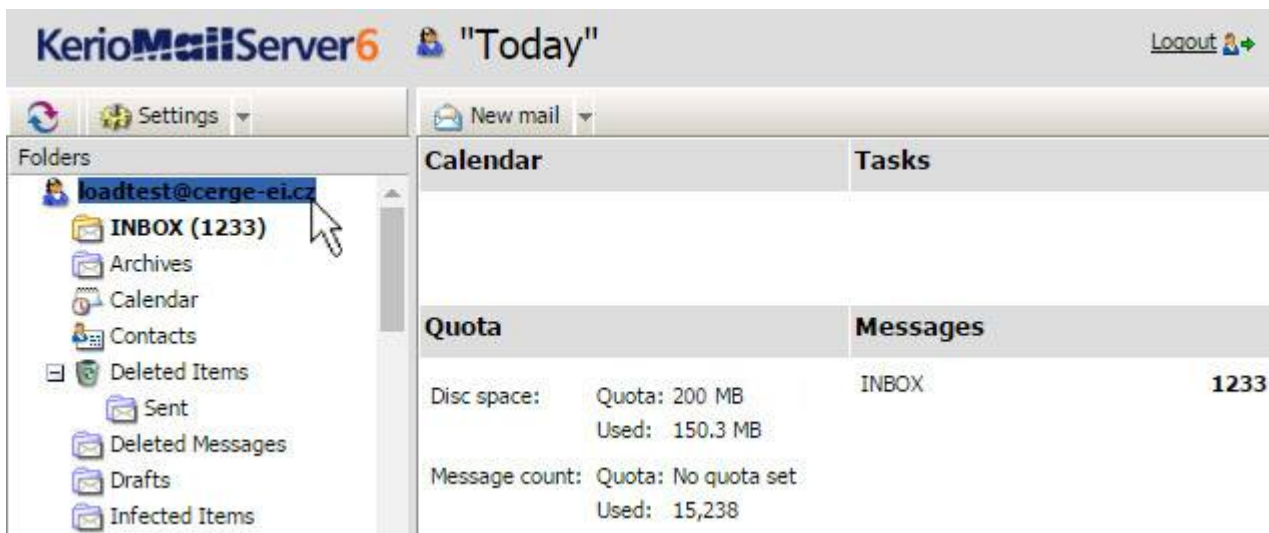 KerioMailServer6 "Today" Logout
Settings New mail
Folders
loadtest@cerge-ei.cz
INBOX (1233)
Archives
Calendar
Contacts
Deleted Items
Sent
Deleted Messages
Drafts
Infected Items
Calendar Tasks
Quota Messages
Disc space: Quota: 200 MB
Used: 150.3 MB
Message count: Quota: No quota set
Used: 15,238
INBOX 1233